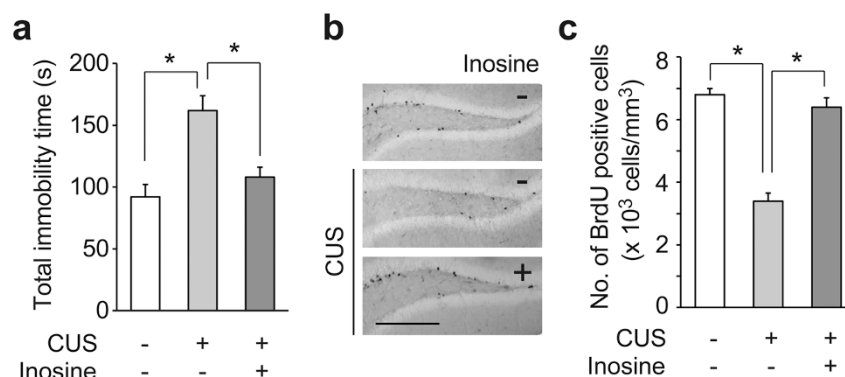 a
Total immobility time (s)
200
150
100
50
0
* *
CUS - + +
Inosine - - +
b
Inosine
-
CUS
-
+
c
No. of BrdU positive cells
(x 10³ cells/mm³)
8
6
4
2
0
* *
CUS - + +
Inosine - - +